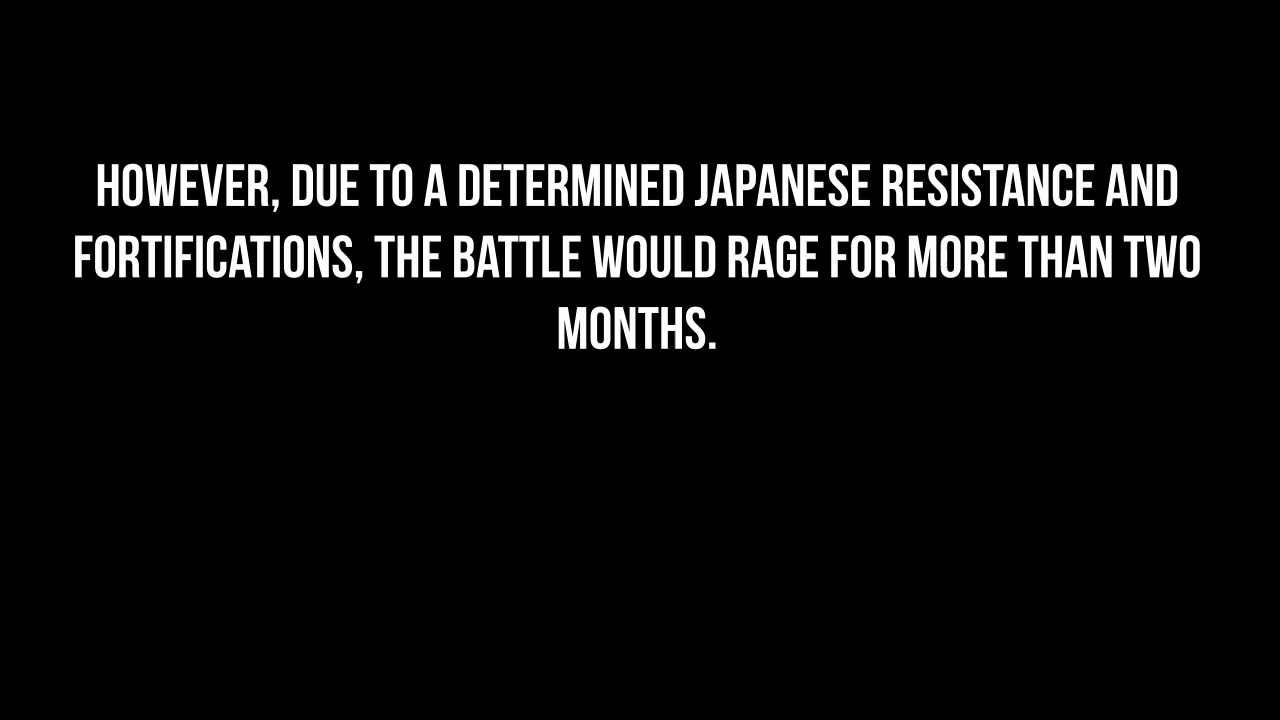 HOWEVER, DUE TO A DETERMINED JAPANESE RESISTANCE AND
FORTIFICATIONS, THE BATTLE WOULD RAGE FOR MORE THAN TWO
MONTHS.